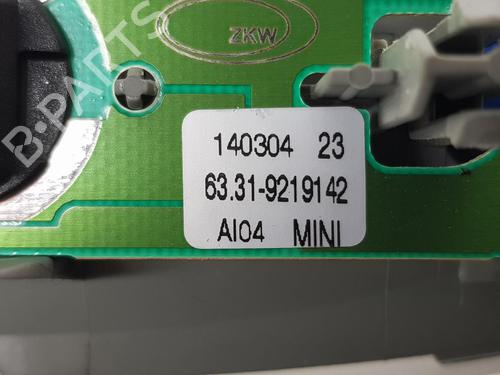 ZKW
B-PARTS
140304 23
63.31-9219142
AI04 MINI